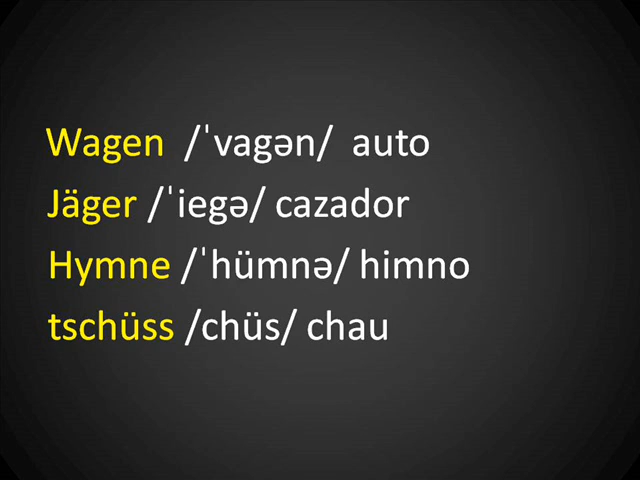 Wagen /ˈvagən/ auto
Jäger /ˈiegə/ cazador
Hymne /ˈhümnə/ himno
tschüss /chüs/ chau